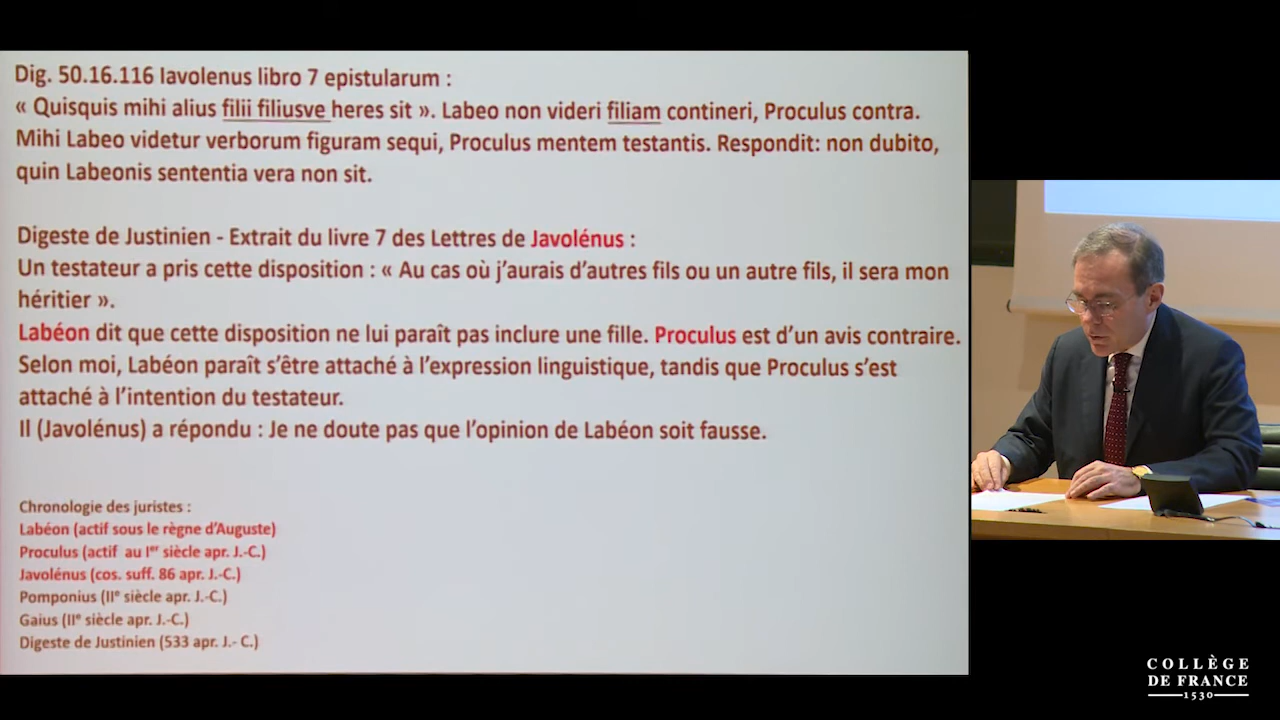 Dig. 50.16.116 Iavolenus libro 7 epistularum :
« Quisquis mihi alius filii filiusve heres sit ». Labeo non videri filiam contineri, Proculus contra.
Mihi Labeo videtur verborum figuram sequi, Proculus mentem testantis. Respondit: non dubito,
quin Labeonis sententia vera non sit.
Digeste de Justinien - Extrait du livre 7 des Lettres de Javolénus :
Un testateur a pris cette disposition : « Au cas où j’aurais d’autres fils ou un autre fils, il sera mon
héritier ».
Labéon dit que cette disposition ne lui paraît pas inclure une fille. Proculus est d’un avis contraire.
Selon moi, Labéon paraît s’être attaché à l’expression linguistique, tandis que Proculus s’est
attaché à l’intention du testateur.
Il (Javolénus) a répondu : Je ne doute pas que l’opinion de Labéon soit fausse.
Chronologie des juristes :
Labéon (actif sous le règne d’Auguste)
Proculus (actif au Ier siècle apr. J.-C.)
Javolénus (cos. suff. 86 apr. J.-C.)
Pomponius (IIe siècle apr. J.-C.)
Gaius (IIe siècle apr. J.-C.)
Digeste de Justinien (533 apr. J.- C.)
COLLÈGE
DE FRANCE
1530